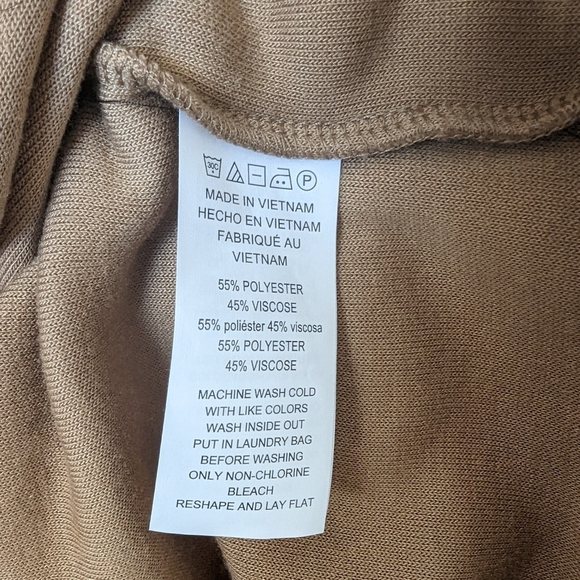 30C P
MADE IN VIETNAM
HECHO EN VIETNAM
FABRIQUÉ AU
VIETNAM
55% POLYESTER
45% VISCOSE
55% poliéster 45% viscosa
55% POLYESTER
45% VISCOSE
MACHINE WASH COLD
WITH LIKE COLORS
WASH INSIDE OUT
PUT IN LAUNDRY BAG
BEFORE WASHING
ONLY NON-CHLORINE
BLEACH
RESHAPE AND LAY FLAT